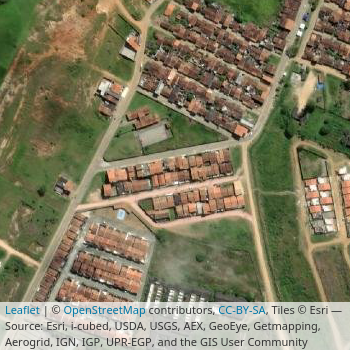 Leaflet | © OpenStreetMap contributors, CC-BY-SA, Tiles © Esri —
Source: Esri, i-cubed, USDA, USGS, AEX, GeoEye, Getmapping,
Aerogrid, IGN, IGP, UPR-EGP, and the GIS User Community